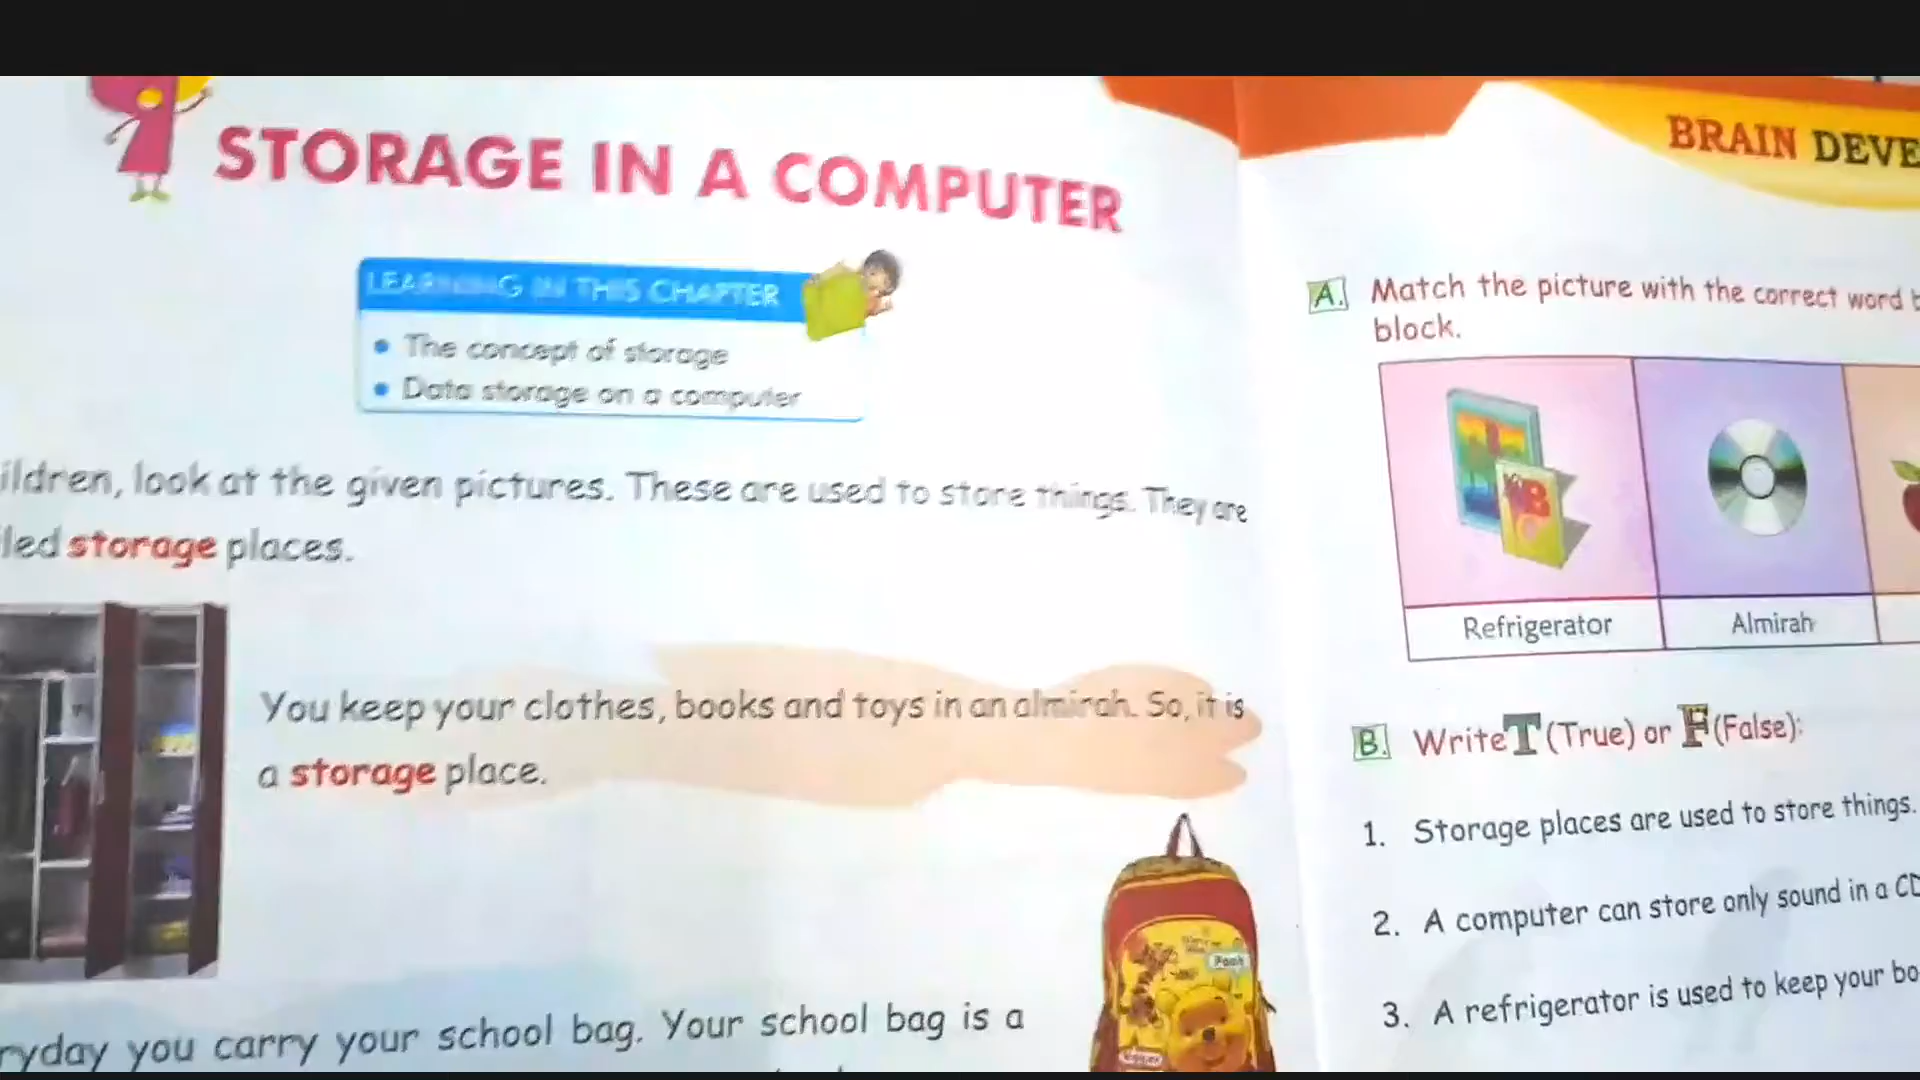 STORAGE IN A COMPUTER
LEARNING IN THIS CHAPTER
• The concept of storage
• Data storage on a computer
ildren, look at the given pictures. These are used to store things. They are
led storage places.
You keep your clothes, books and toys in an almirah. So, it is
a storage place.
ryday you carry your school bag. Your school bag is a
Pooh
BRAIN DEVE
A. Match the picture with the correct word b
block.
Refrigerator
Almirah
B. Write T (True) or F (False):
1. Storage places are used to store things.
2. A computer can store only sound in a CD
3. A refrigerator is used to keep your bo